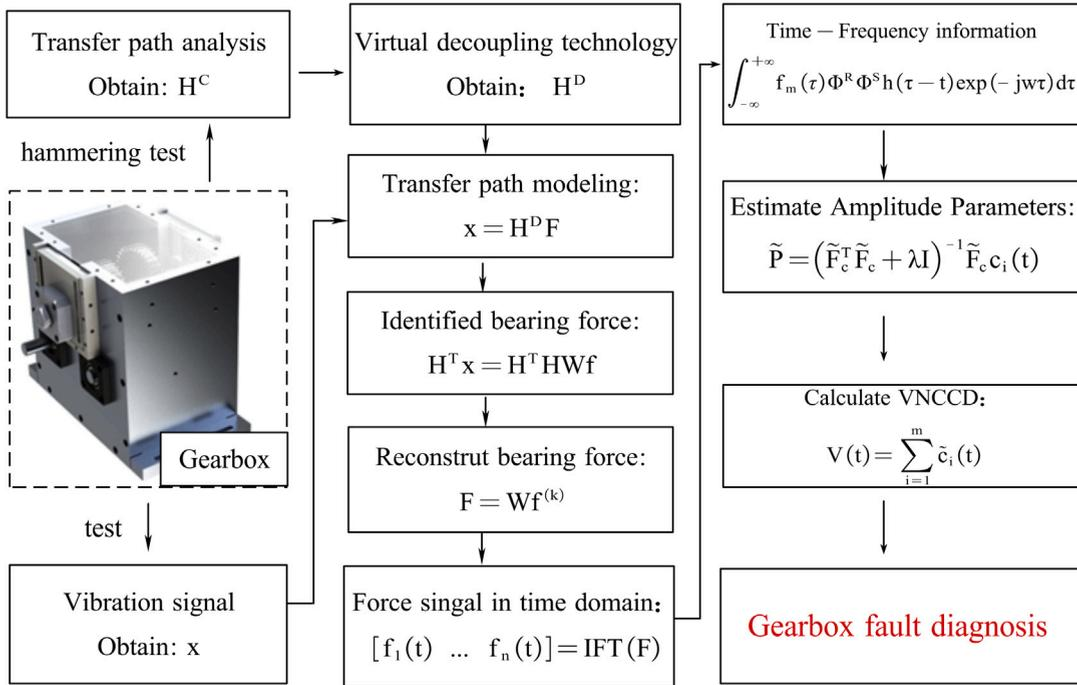 Transfer path analysis
Obtain: H^C
hammering test
Gearbox
test
Vibration signal
Obtain: x
Virtual decoupling technology
Obtain: H^D
Transfer path modeling:
x = H^D F
Identified bearing force:
H^T x = H^T HWf
Reconstrut bearing force:
F = Wf^(k)
Force singal in time domain:
[f_1(t) ... f_n(t)] = IFT(F)
Time – Frequency information
∫_{-∞}^{+∞} f_m(τ)Φ^R Φ^S h(τ – t) exp(– jwτ)dτ
Estimate Amplitude Parameters:
P̃ = (F̃_c^T F̃_c + λI)^{-1} F̃_c c_i(t)
Calculate VNCCD:
V(t) = ∑_{i=1}^{m} c̃_i(t)
Gearbox fault diagnosis